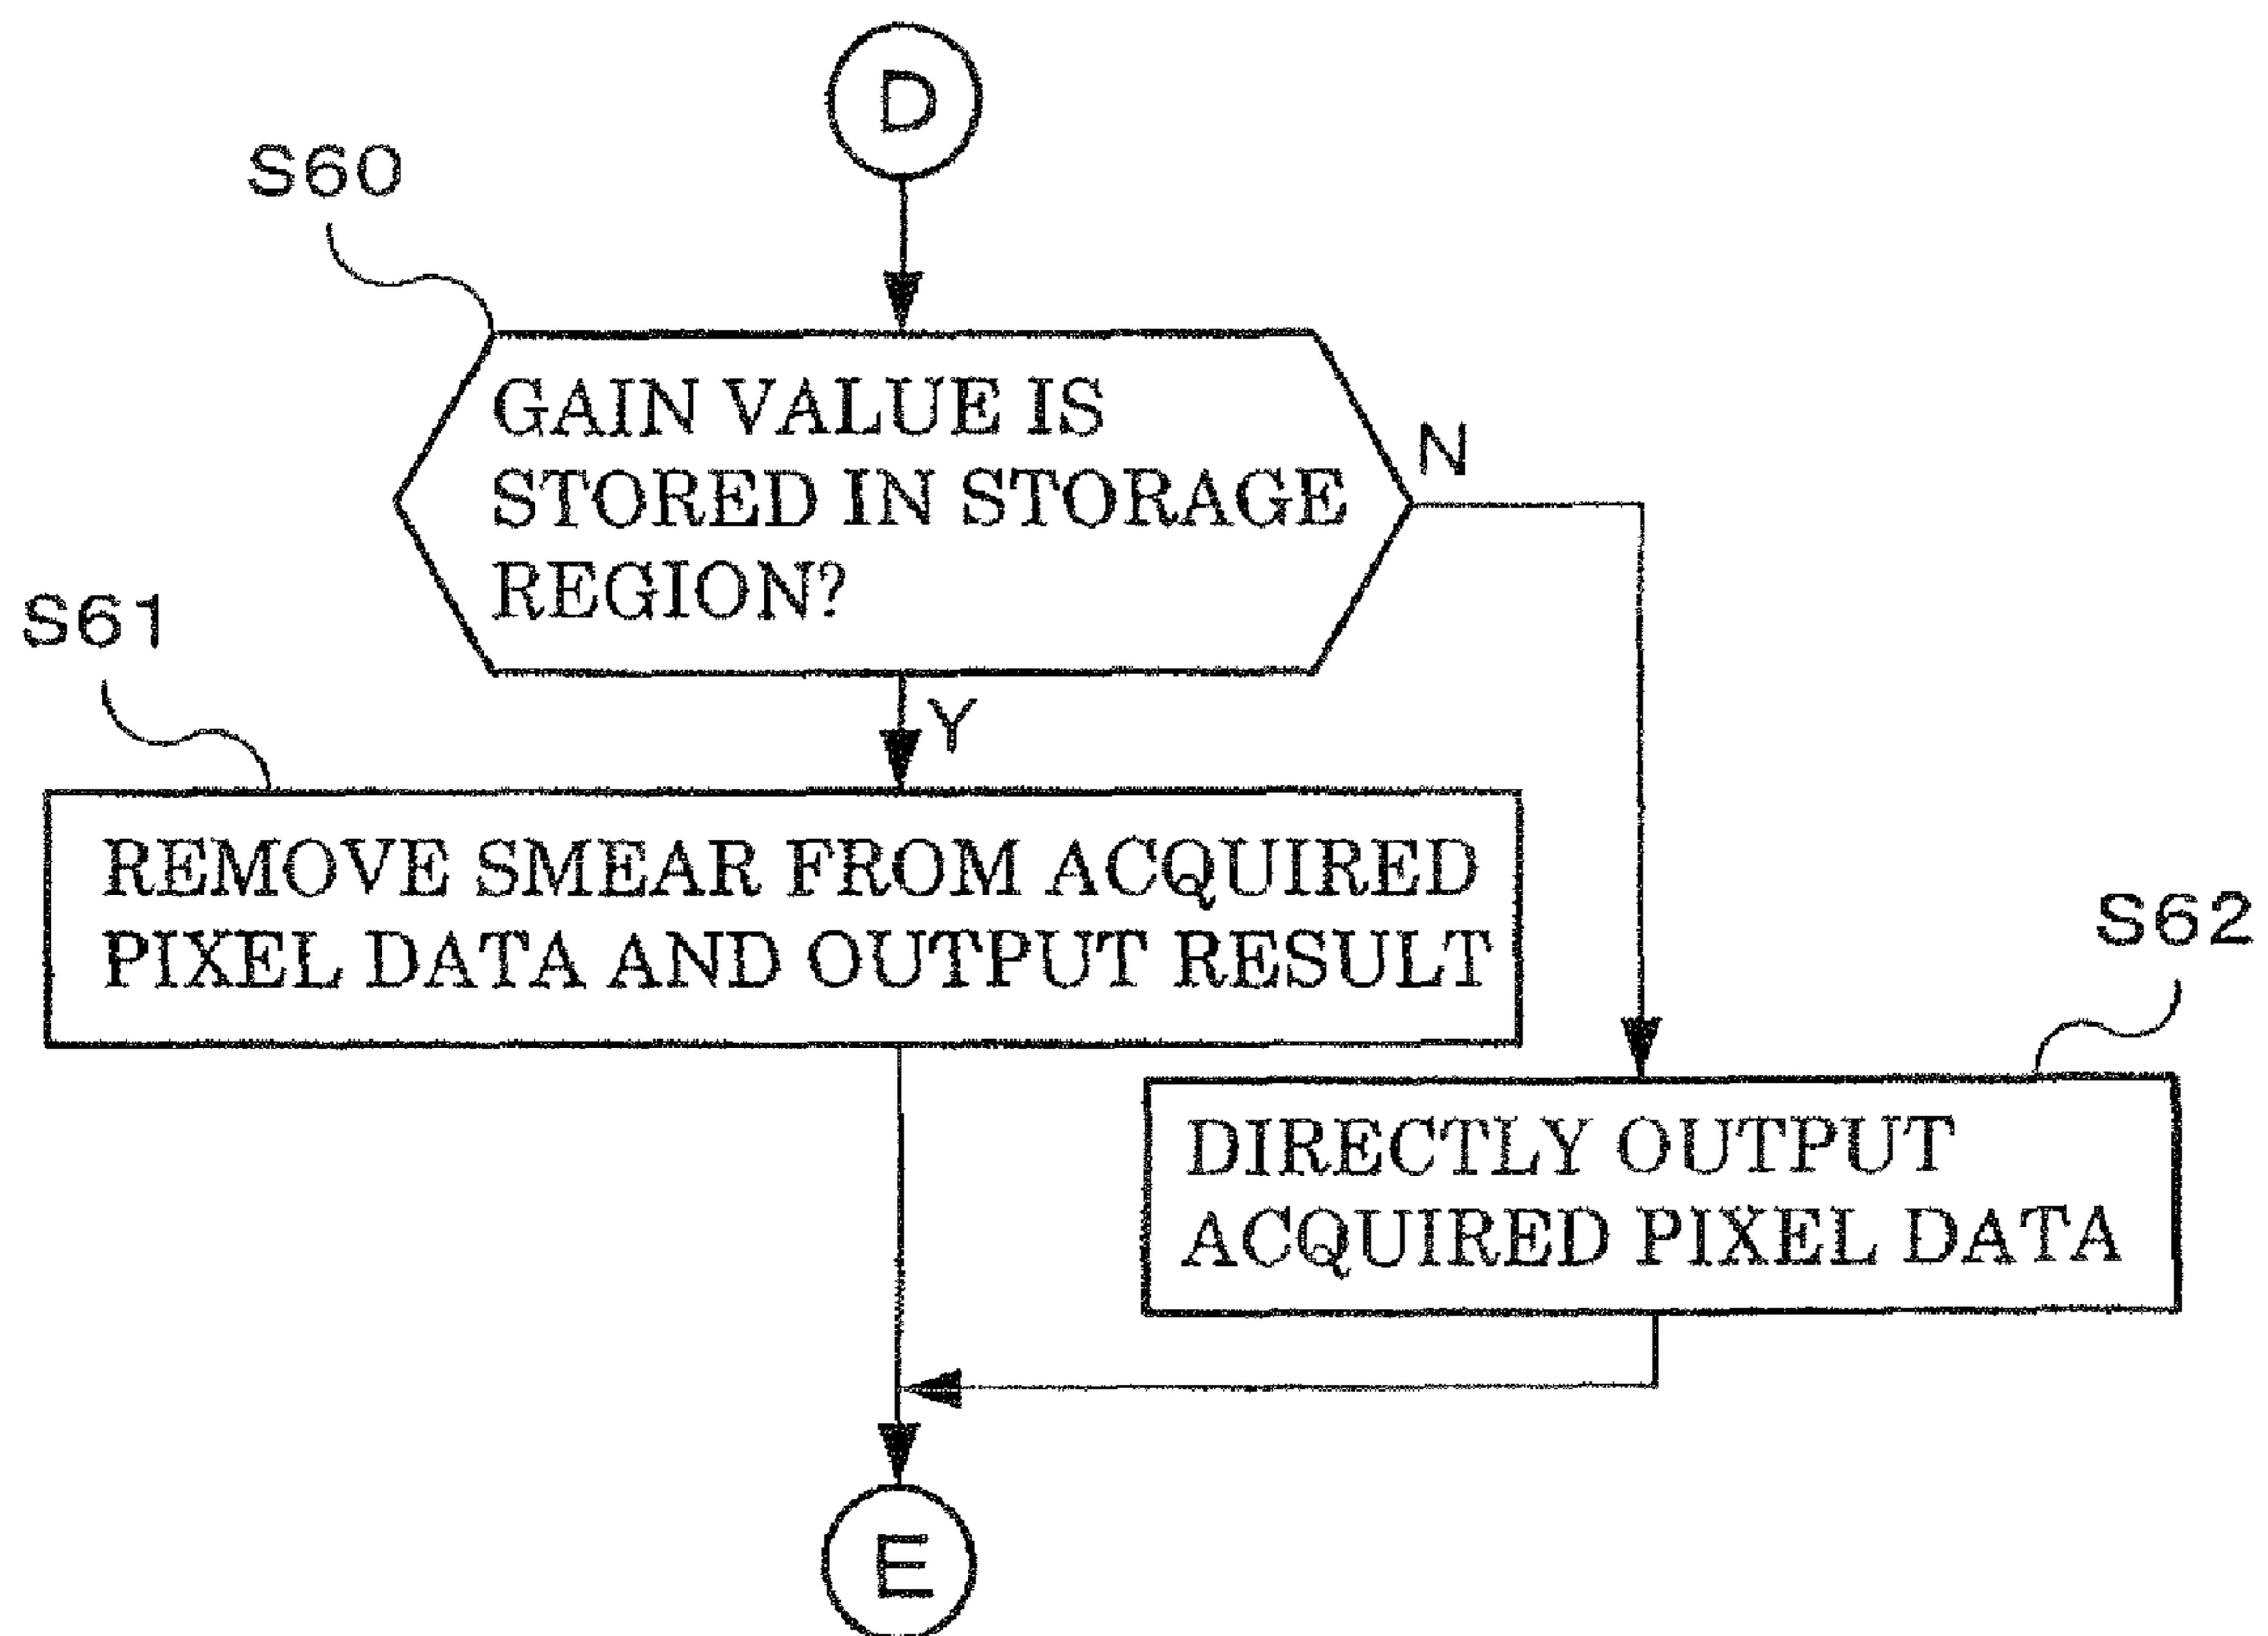 D
S60
GAIN VALUE IS
STORED IN STORAGE
REGION?
N
Y
S61
REMOVE SMEAR FROM ACQUIRED
PIXEL DATA AND OUTPUT RESULT
S62
DIRECTLY OUTPUT
ACQUIRED PIXEL DATA
E